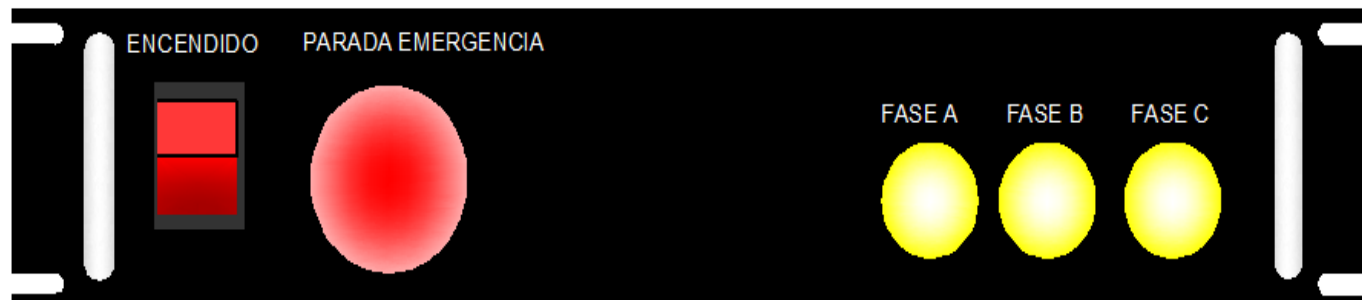 ENCENDIDO
PARADA EMERGENCIA
FASE A
FASE B
FASE C